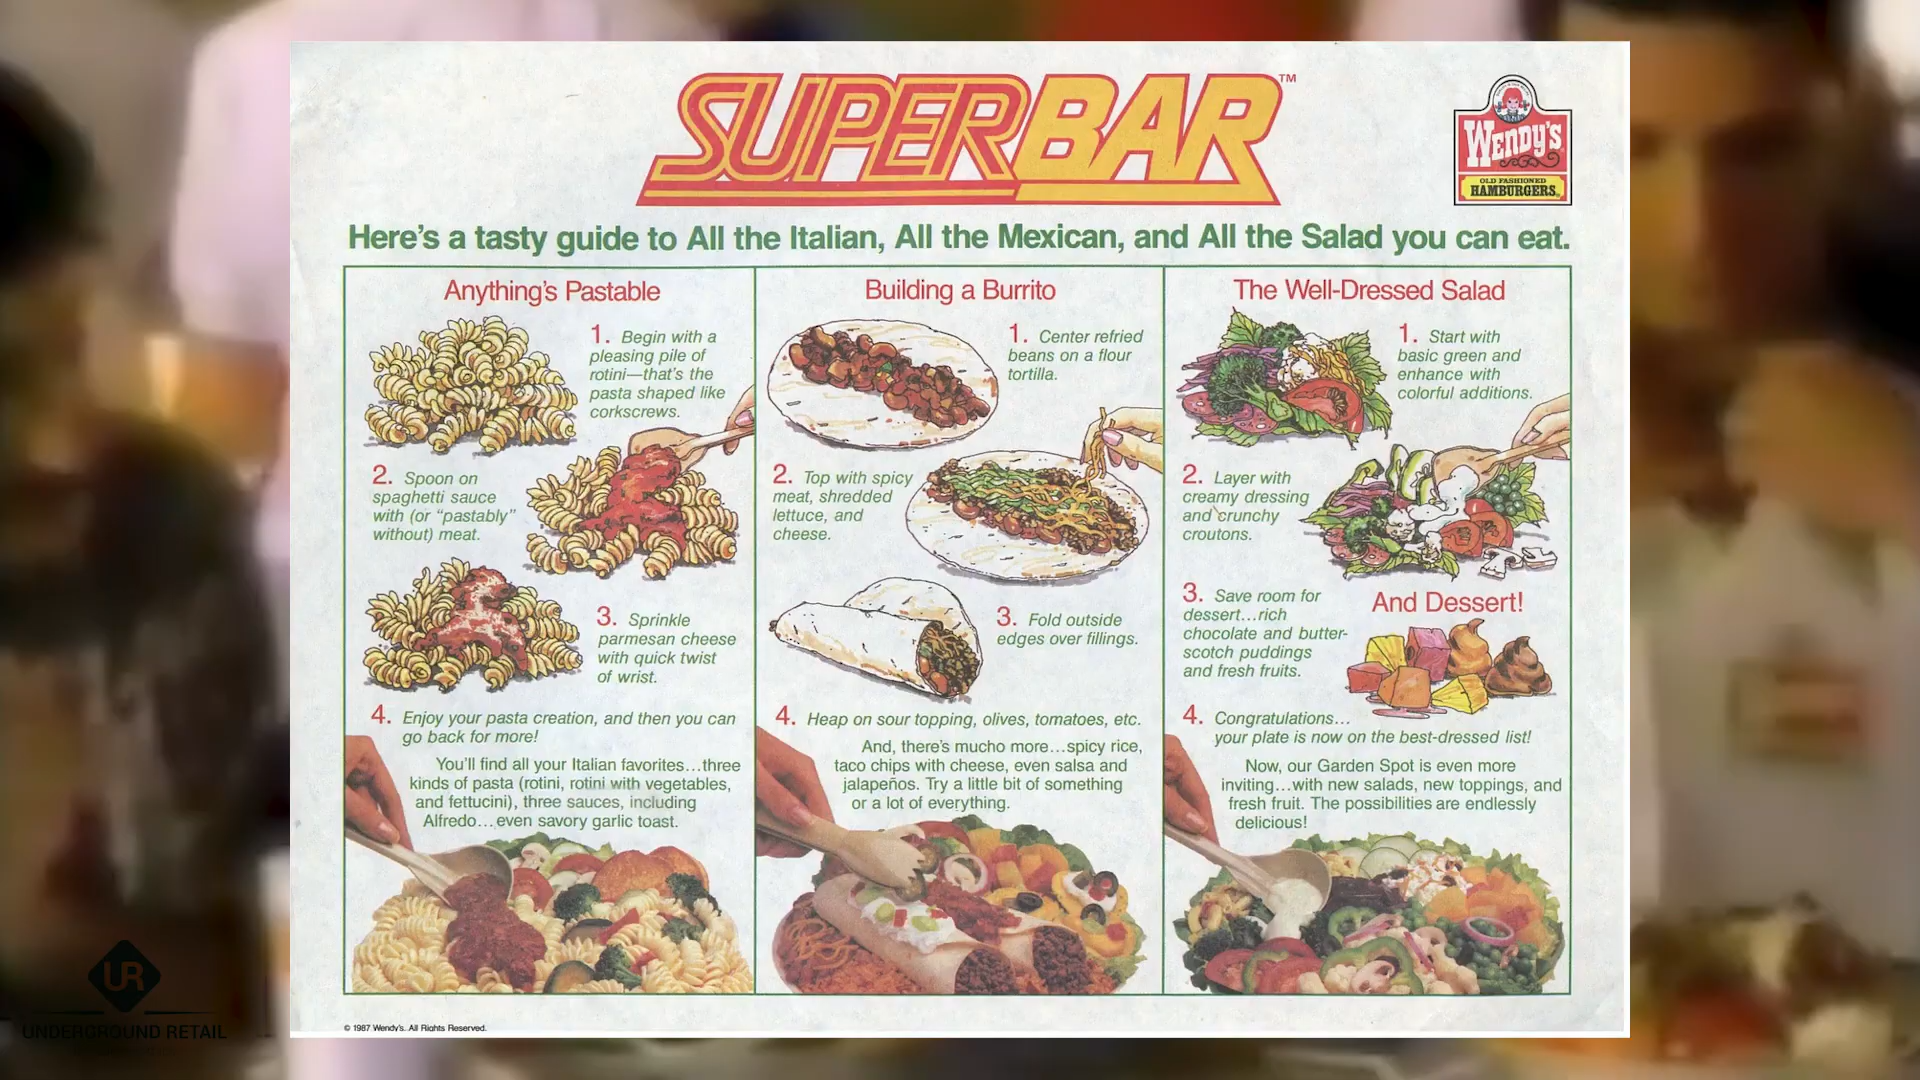 SUPERBAR™
Wendy's
OLD FASHIONED
HAMBURGERS
Here's a tasty guide to All the Italian, All the Mexican, and All the Salad you can eat.
Anything's Pastable
1. Begin with a
pleasing pile of
rotini—that's the
pasta shaped like
corkscrews.
2. Spoon on
spaghetti sauce
with (or “pastably”
without) meat.
3. Sprinkle
parmesan cheese
with quick twist
of wrist.
4. Enjoy your pasta creation, and then you can
go back for more!
You'll find all your Italian favorites...three
kinds of pasta (rotini, rotini with vegetables,
and fettucini), three sauces, including
Alfredo...even savory garlic toast.
Building a Burrito
1. Center refried
beans on a flour
tortilla.
2. Top with spicy
meat, shredded
lettuce, and
cheese.
3. Fold outside
edges over fillings.
4. Heap on sour topping, olives, tomatoes, etc.
And, there's mucho more...spicy rice,
taco chips with cheese, even salsa and
jalapeños. Try a little bit of something
or a lot of everything.
The Well-Dressed Salad
1. Start with
basic green and
enhance with
colorful additions.
2. Layer with
creamy dressing
and crunchy
croutons.
3. Save room for
dessert...rich
chocolate and butter-
scotch puddings
and fresh fruits.
And Dessert!
4. Congratulations...
your plate is now on the best-dressed list!
Now, our Garden Spot is even more
inviting...with new salads, new toppings, and
fresh fruit. The possibilities are endlessly
delicious!
© 1987 Wendy's. All Rights Reserved.
UR
UNDERGROUND RETAIL